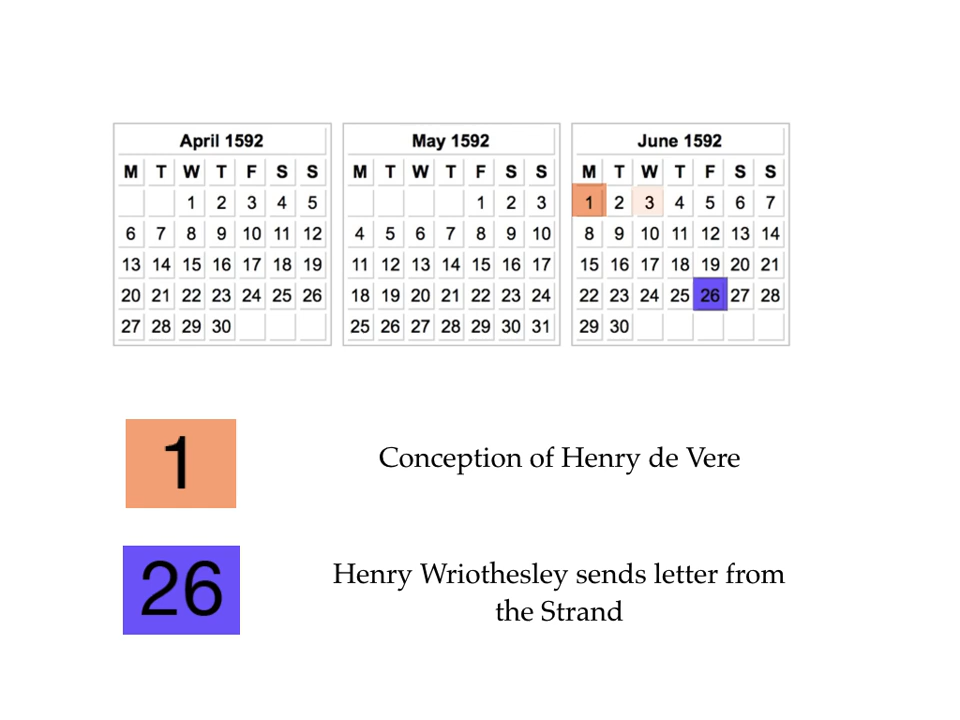 April 1592 May 1592 June 1592
M T W T F S S M T W T F S S M T W T F S S
1 2 3 4 5 1 2 3 1 2 3 4 5 6 7
6 7 8 9 10 11 12 4 5 6 7 8 9 10 8 9 10 11 12 13 14
13 14 15 16 17 18 19 11 12 13 14 15 16 17 15 16 17 18 19 20 21
20 21 22 23 24 25 26 18 19 20 21 22 23 24 22 23 24 25 26 27 28
27 28 29 30 25 26 27 28 29 30 31 29 30
1 Conception of Henry de Vere
26 Henry Wriothesley sends letter from
the Strand